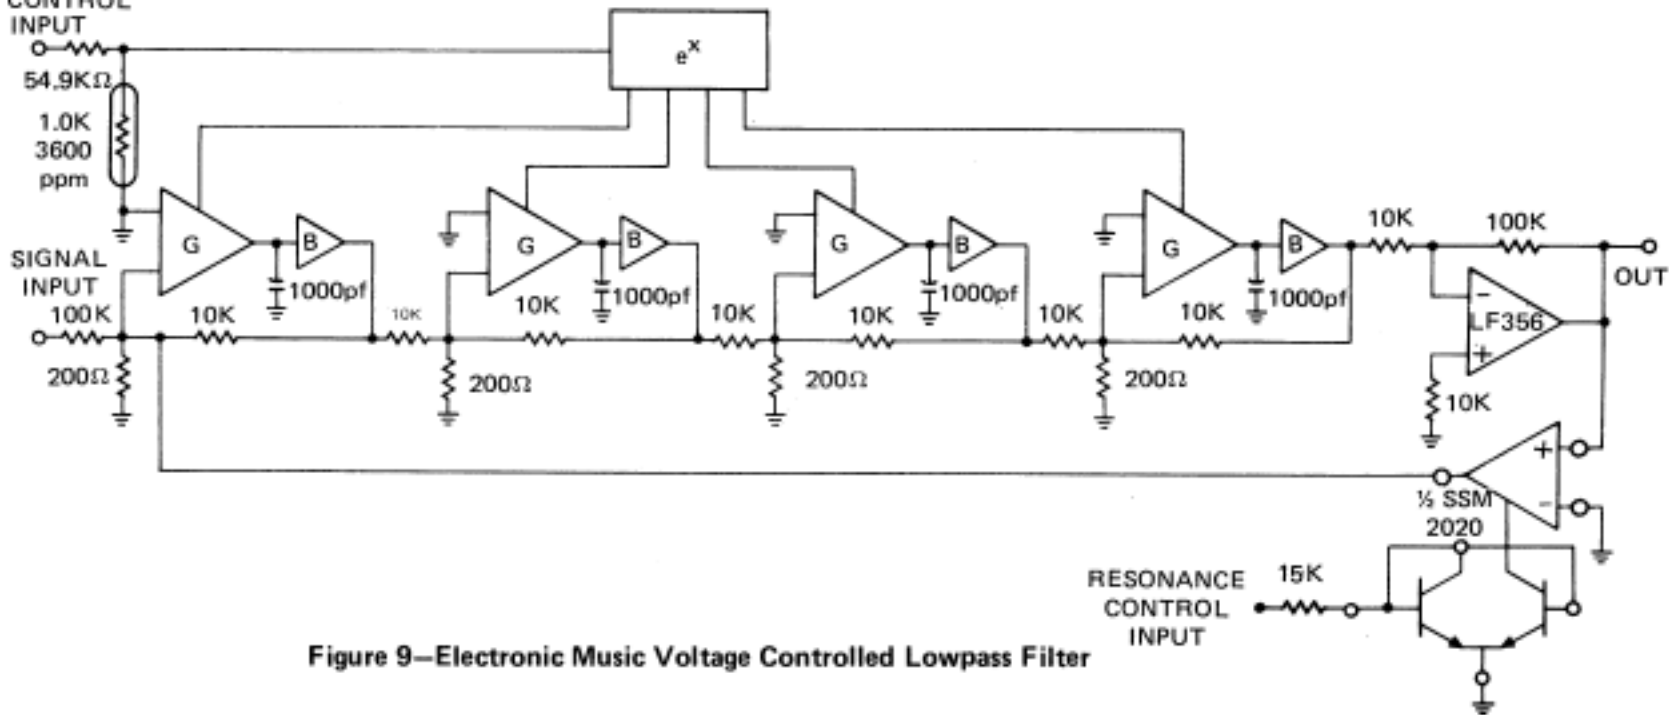 CONTROL
INPUT
54.9KΩ
1.0K
3600
ppm
e^x
G
B
1000pf
G
B
1000pf
G
B
1000pf
G
B
1000pf
SIGNAL
INPUT
100K
10K
10K
10K
10K
10K
10K
10K
200Ω
200Ω
200Ω
200Ω
10K
100K
OUT
−
LF356
+
10K
+
−
½ SSM
2020
RESONANCE
CONTROL
INPUT
15K
Figure 9—Electronic Music Voltage Controlled Lowpass Filter